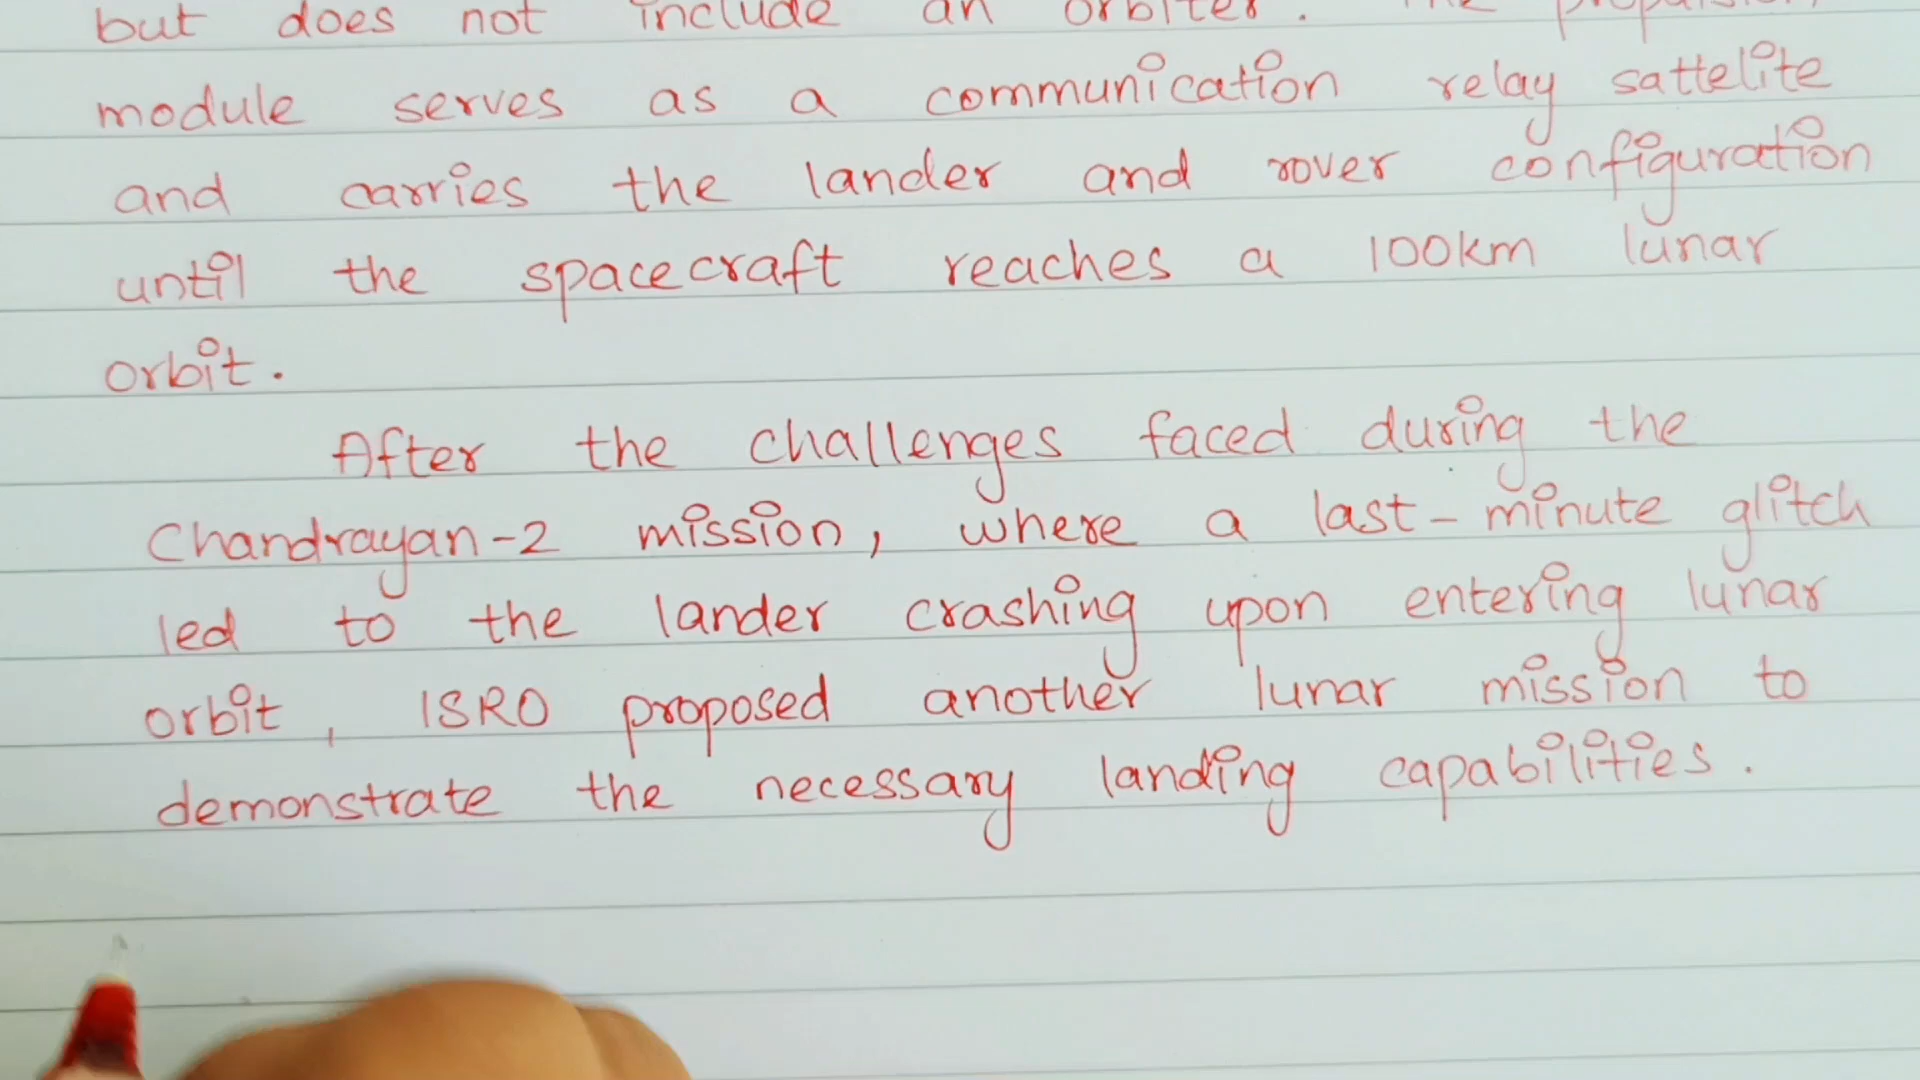 but does not include an orbiter. The propulsion
module serves as a communication relay sattelite
and carries the lander and rover configuration
until the spacecraft reaches a 100km lunar
orbit.
After the challenges faced during the
Chandrayan-2 mission, where a last-minute glitch
led to the lander crashing upon entering lunar
orbit, ISRO proposed another lunar mission to
demonstrate the necessary landing capabilities.